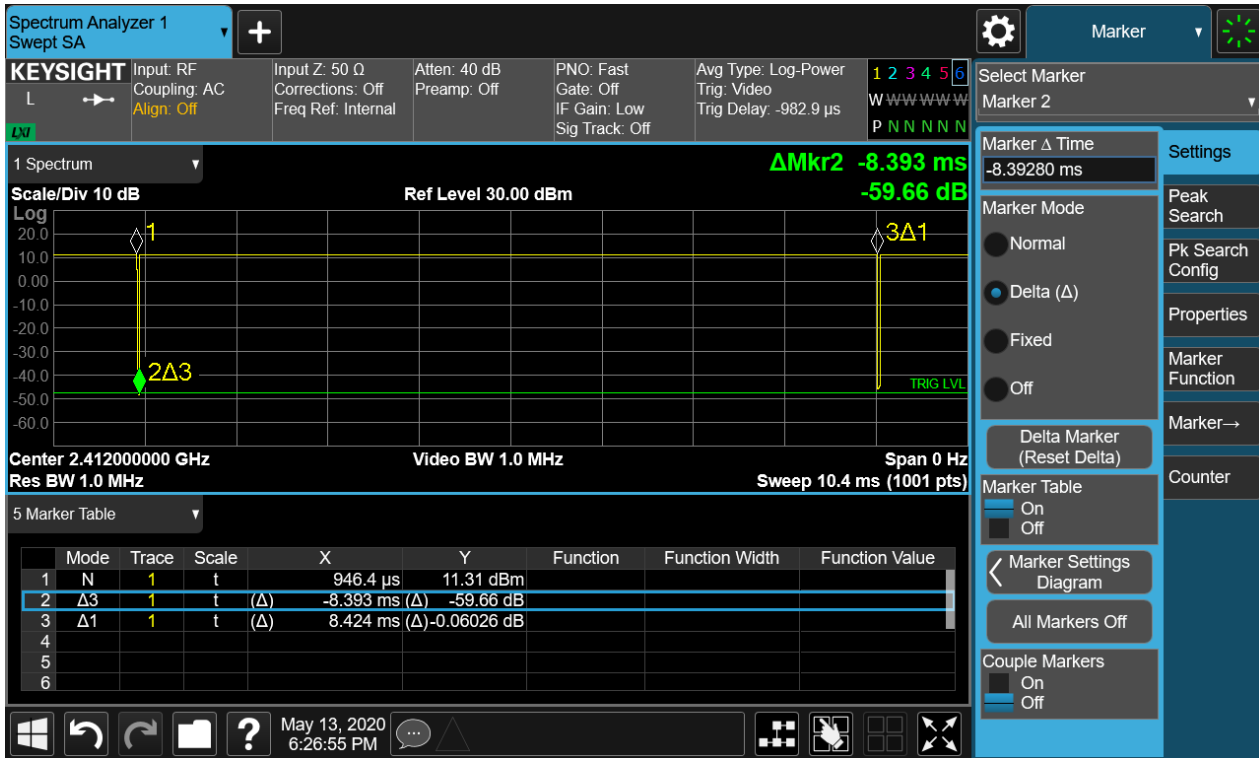 Spectrum Analyzer 1
Swept SA
+
Marker
KEYSIGHT
L
LXI
Input: RF
Coupling: AC
Align: Off
Input Z: 50 Ω
Corrections: Off
Freq Ref: Internal
Atten: 40 dB
Preamp: Off
PNO: Fast
Gate: Off
IF Gain: Low
Sig Track: Off
Avg Type: Log-Power
Trig: Video
Trig Delay: -982.9 µs
1 2 3 4 5 6
W W W W W W
P N N N N N
Select Marker
Marker 2
1 Spectrum
ΔMkr2 -8.393 ms
-59.66 dB
Scale/Div 10 dB
Ref Level 30.00 dBm
Log
20.0
10.0
0.00
-10.0
-20.0
-30.0
-40.0
-50.0
-60.0
1
3Δ1
2Δ3
TRIG LVL
Center 2.412000000 GHz
Video BW 1.0 MHz
Span 0 Hz
Res BW 1.0 MHz
Sweep 10.4 ms (1001 pts)
5 Marker Table
Mode Trace Scale X Y Function Function Width Function Value
1 N 1 t 946.4 µs 11.31 dBm
2 Δ3 1 t (Δ) -8.393 ms (Δ) -59.66 dB
3 Δ1 1 t (Δ) 8.424 ms (Δ) -0.06026 dB
4
5
6
?
May 13, 2020
6:26:55 PM
Marker Δ Time
-8.39280 ms
Marker Mode
Normal
Delta (Δ)
Fixed
Off
Delta Marker
(Reset Delta)
Marker Table
On
Off
Marker Settings
Diagram
All Markers Off
Couple Markers
On
Off
Settings
Peak
Search
Pk Search
Config
Properties
Marker
Function
Marker→
Counter